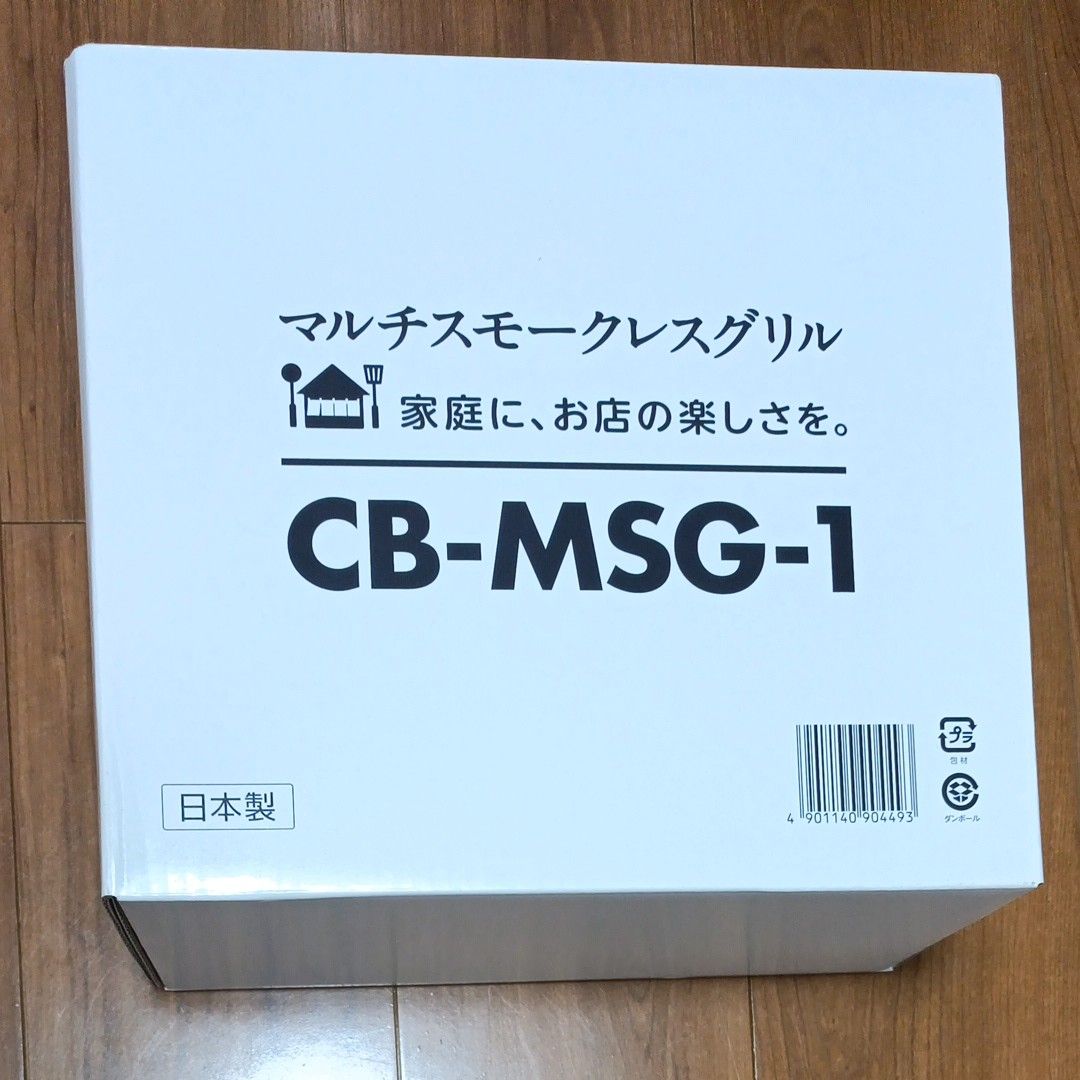 マルチスモークレスグリル
家庭に、お店の楽しさを。
CB-MSG-1
日本製
4 901140 904493
プラ
包材
ダンボール